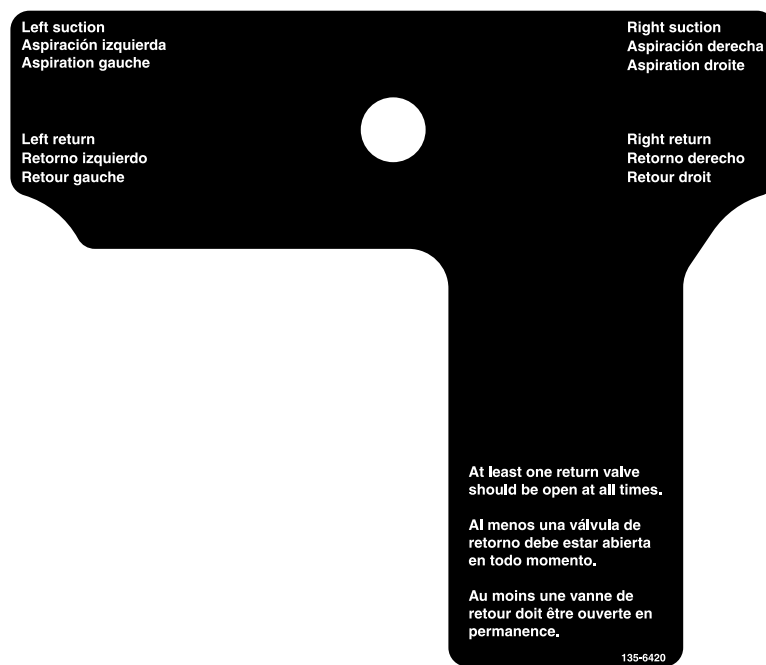 Left suction
Aspiración izquierda
Aspiration gauche
Right suction
Aspiración derecha
Aspiration droite
Left return
Retorno izquierdo
Retour gauche
Right return
Retorno derecho
Retour droit
At least one return valve
should be open at all times.
Al menos una válvula de
retorno debe estar abierta
en todo momento.
Au moins une vanne de
retour doit être ouverte en
permanence.
135-6420